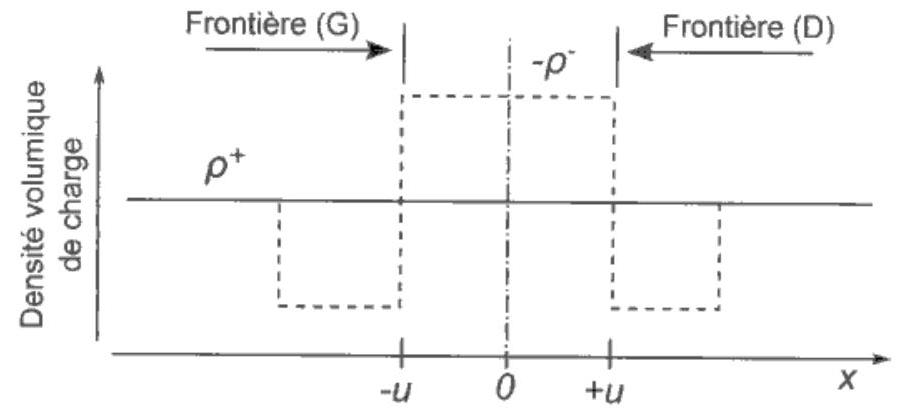 Frontière (G)
Frontière (D)
-ρ⁻
ρ⁺
Densité volumique
de charge
-u
0
+u
x